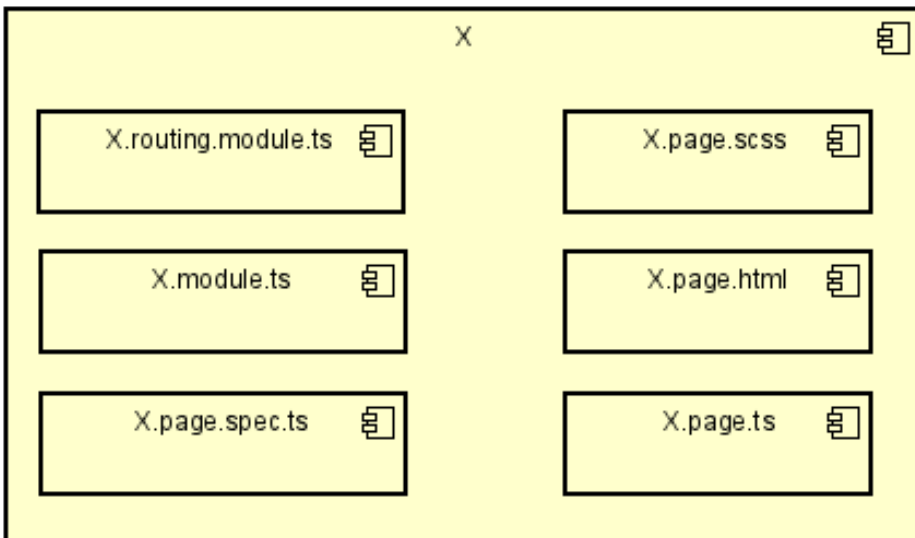 X
X.routing.module.ts
X.page.scss
X.module.ts
X.page.html
X.page.spec.ts
X.page.ts